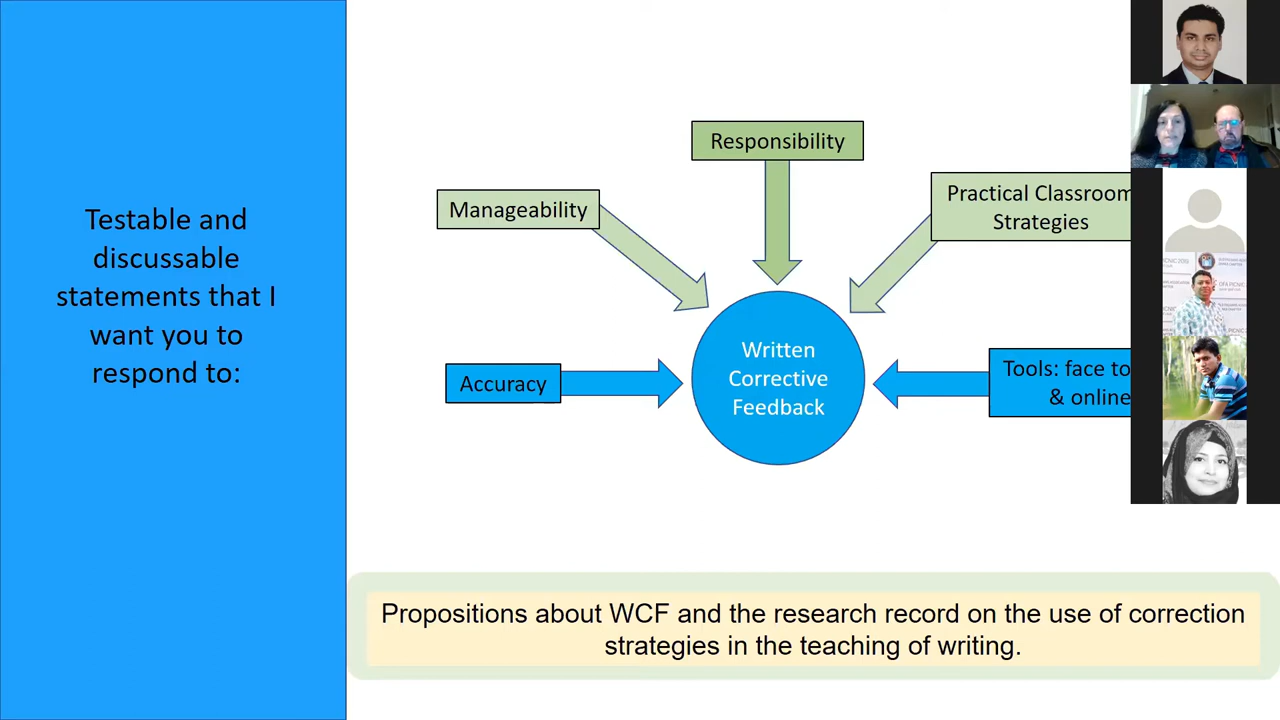 Testable and
discussable
statements that I
want you to
respond to:
Responsibility
Manageability
Practical Classroom
Strategies
Written
Corrective
Feedback
Accuracy
Tools: face to
& online
Propositions about WCF and the research record on the use of correction
strategies in the teaching of writing.